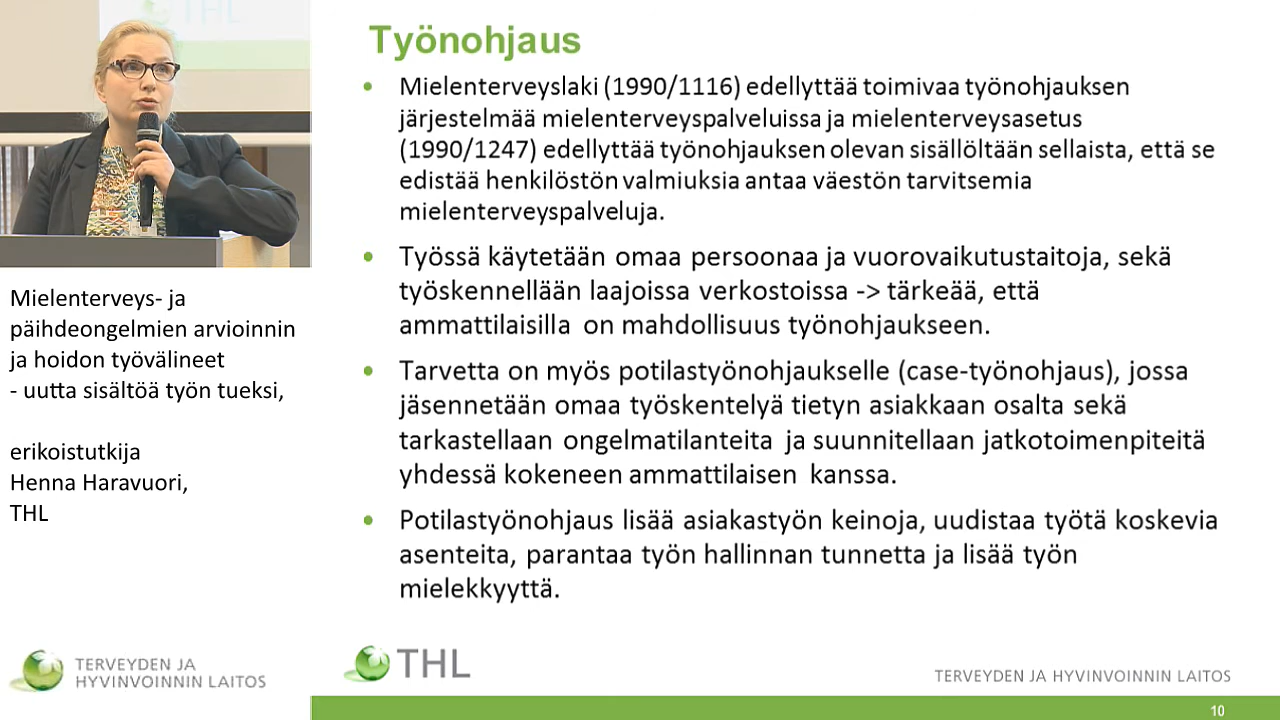 THL
Mielenterveys- ja
päihdeongelmien arvioinnin
ja hoidon työvälineet
- uutta sisältöä työn tueksi,
erikoistutkija
Henna Haravuori,
THL
TERVEYDEN JA
HYVINVOINNIN LAITOS
Työnohjaus
• Mielenterveyslaki (1990/1116) edellyttää toimivaa työnohjauksen
järjestelmää mielenterveyspalveluissa ja mielenterveysasetus
(1990/1247) edellyttää työnohjauksen olevan sisällöltään sellaista, että se
edistää henkilöstön valmiuksia antaa väestön tarvitsemia
mielenterveyspalveluja.
• Työssä käytetään omaa persoonaa ja vuorovaikutustaitoja, sekä
työskennellään laajoissa verkostoissa -> tärkeää, että
ammattilaisilla on mahdollisuus työnohjaukseen.
• Tarvetta on myös potilastyönohjaukselle (case-työnohjaus), jossa
jäsennetään omaa työskentelyä tietyn asiakkaan osalta sekä
tarkastellaan ongelmatilanteita ja suunnitellaan jatkotoimenpiteitä
yhdessä kokeneen ammattilaisen kanssa.
• Potilastyönohjaus lisää asiakastyön keinoja, uudistaa työtä koskevia
asenteita, parantaa työn hallinnan tunnetta ja lisää työn
mielekkyyttä.
THL
TERVEYDEN JA HYVINVOINNIN LAITOS
10